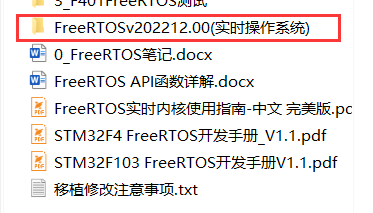 3_F401FreeRTOS测试
FreeRTOSv202212.00(实时操作系统)
0_FreeRTOS笔记.docx
FreeRTOS API函数详解.docx
FreeRTOS实时内核使用指南-中文 完美版.pc
STM32F4 FreeRTOS开发手册_V1.1.pdf
STM32F103 FreeRTOS开发手册V1.1.pdf
移植修改注意事项.txt